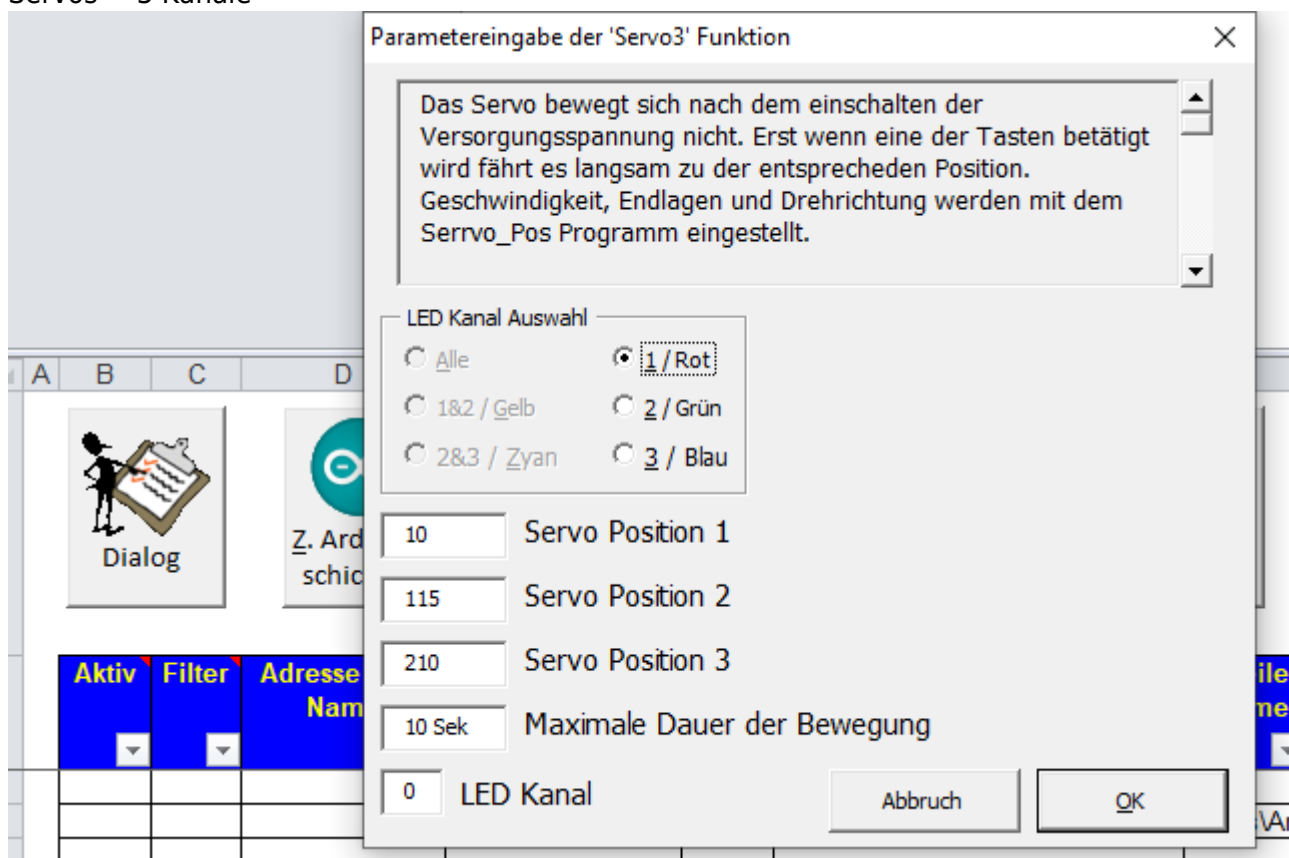 Parametereingabe der 'Servo3' Funktion
Das Servo bewegt sich nach dem einschalten der
Versorgungsspannung nicht. Erst wenn eine der Tasten betätigt
wird fährt es langsam zu der entsprecheden Position.
Geschwindigkeit, Endlagen und Drehrichtung werden mit dem
Serrvo_Pos Programm eingestellt.
LED Kanal Auswahl
Alle
1 / Rot
1&2 / Gelb
2 / Grün
2&3 / Zyan
3 / Blau
A B C D
Dialog
Z. Ard
schic
10 Servo Position 1
115 Servo Position 2
210 Servo Position 3
10 Sek Maximale Dauer der Bewegung
0 LED Kanal
Abbruch
OK
Aktiv
Filter
Adresse
Nam
ile
me
\Ar